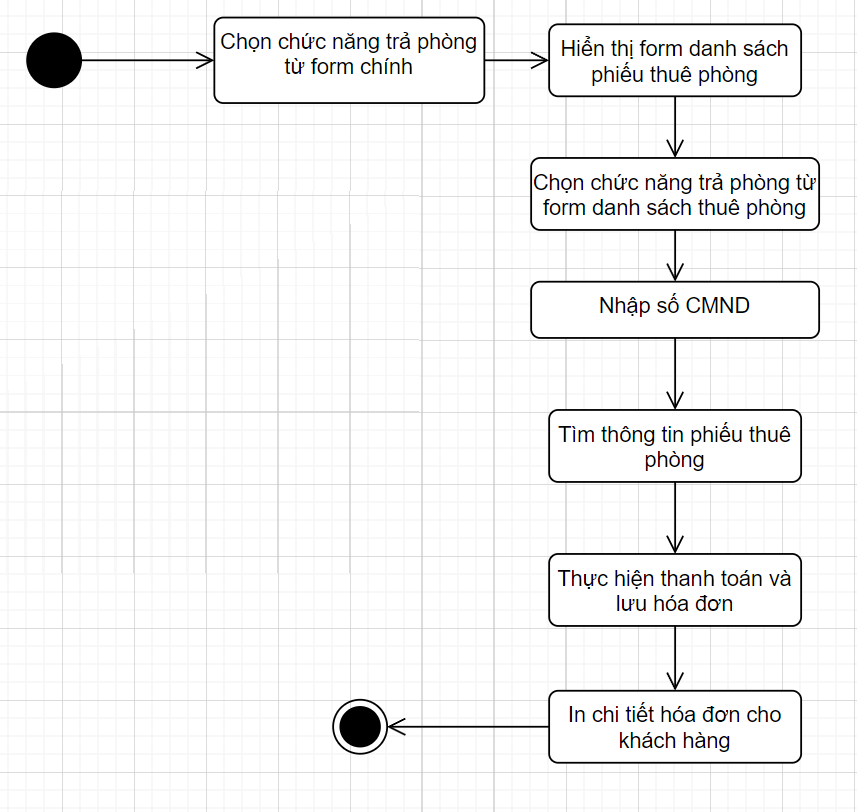 Chọn chức năng trả phòng
từ form chính
Hiển thị form danh sách
phiếu thuê phòng
Chọn chức năng trả phòng từ
form danh sách thuê phòng
Nhập số CMND
Tìm thông tin phiếu thuê
phòng
Thực hiện thanh toán và
lưu hóa đơn
In chi tiết hóa đơn cho
khách hàng